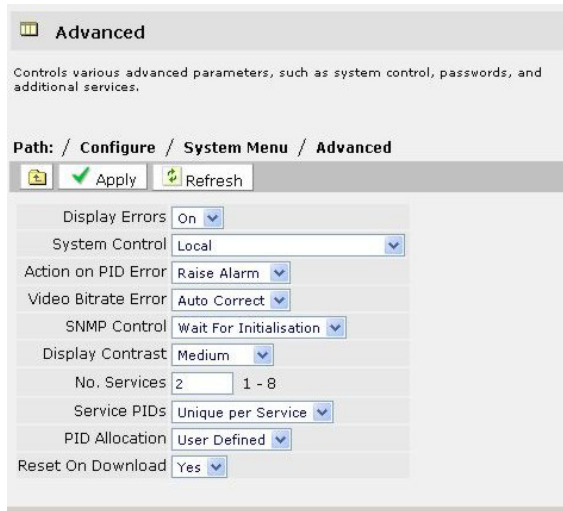 Advanced
Controls various advanced parameters, such as system control, passwords, and
additional services.
Path: / Configure / System Menu / Advanced
Apply Refresh
Display Errors On
System Control Local
Action on PID Error Raise Alarm
Video Bitrate Error Auto Correct
SNMP Control Wait For Initialisation
Display Contrast Medium
No. Services 2 1 - 8
Service PIDs Unique per Service
PID Allocation User Defined
Reset On Download Yes